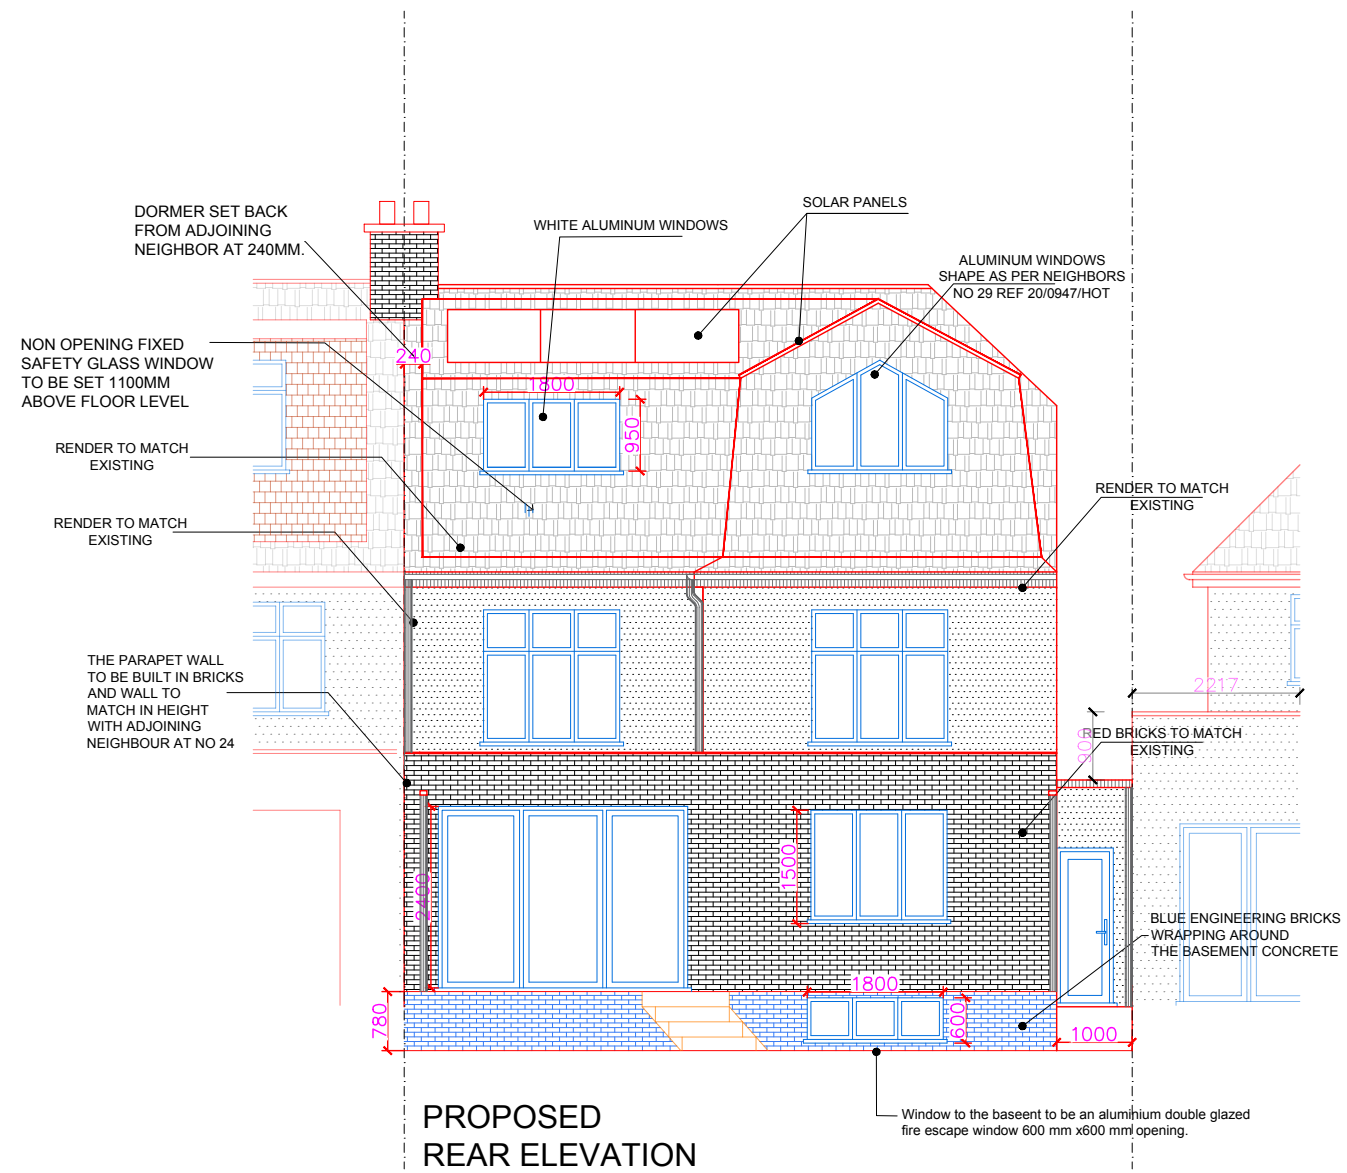 DORMER SET BACK
FROM ADJOINING
NEIGHBOR AT 240MM.
WHITE ALUMINUM WINDOWS
SOLAR PANELS
ALUMINUM WINDOWS
SHAPE AS PER NEIGHBORS
NO 29 REF 20/0947/HOT
NON OPENING FIXED
SAFETY GLASS WINDOW
TO BE SET 1100MM
ABOVE FLOOR LEVEL
240
1800
950
RENDER TO MATCH
EXISTING
RENDER TO MATCH
EXISTING
RENDER TO MATCH
EXISTING
THE PARAPET WALL
TO BE BUILT IN BRICKS
AND WALL TO
MATCH IN HEIGHT
WITH ADJOINING
NEIGHBOUR AT NO 24
2217
RED BRICKS TO MATCH
EXISTING
2400
1500
BLUE ENGINEERING BRICKS
WRAPPING AROUND
THE BASEMENT CONCRETE
1800
780
600
1000
PROPOSED
REAR ELEVATION
Window to the baseent to be an aluminium double glazed
fire escape window 600 mm x600 mm opening.